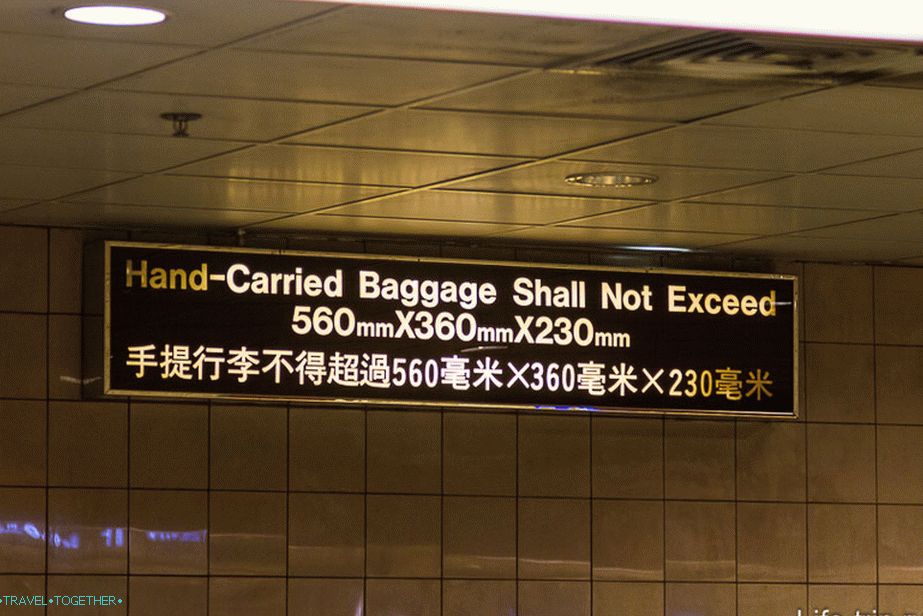 Hand-Carried Baggage Shall Not Exceed
560mmX360mmX230mm
手提行李不得超過560毫米×360毫米×230毫米
•TRAVEL•TOGETHER•